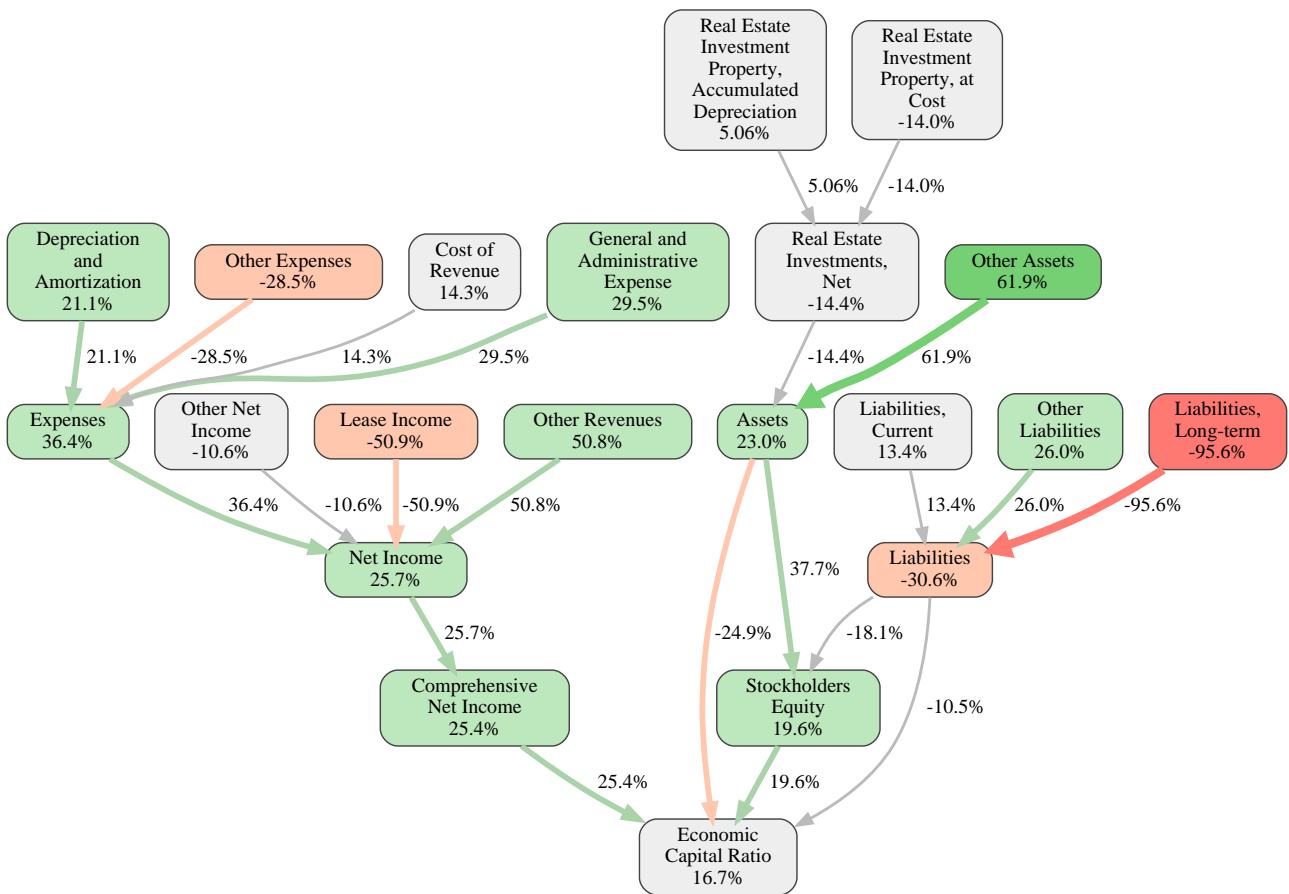 Real Estate
Investment
Property,
Accumulated
Depreciation
5.06%
Real Estate
Investment
Property, at
Cost
-14.0%
5.06%
-14.0%
Depreciation
and
Amortization
21.1%
Other Expenses
-28.5%
Cost of
Revenue
14.3%
General and
Administrative
Expense
29.5%
Real Estate
Investments,
Net
-14.4%
Other Assets
61.9%
21.1%
-28.5%
14.3%
29.5%
-14.4%
61.9%
Expenses
36.4%
Other Net
Income
-10.6%
Lease Income
-50.9%
Other Revenues
50.8%
Assets
23.0%
Liabilities,
Current
13.4%
Other
Liabilities
26.0%
Liabilities,
Long-term
-95.6%
36.4%
-10.6%
-50.9%
50.8%
13.4%
26.0%
-95.6%
Net Income
25.7%
37.7%
Liabilities
-30.6%
25.7%
-24.9%
-18.1%
Comprehensive
Net Income
25.4%
Stockholders
Equity
19.6%
-10.5%
25.4%
19.6%
Economic
Capital Ratio
16.7%